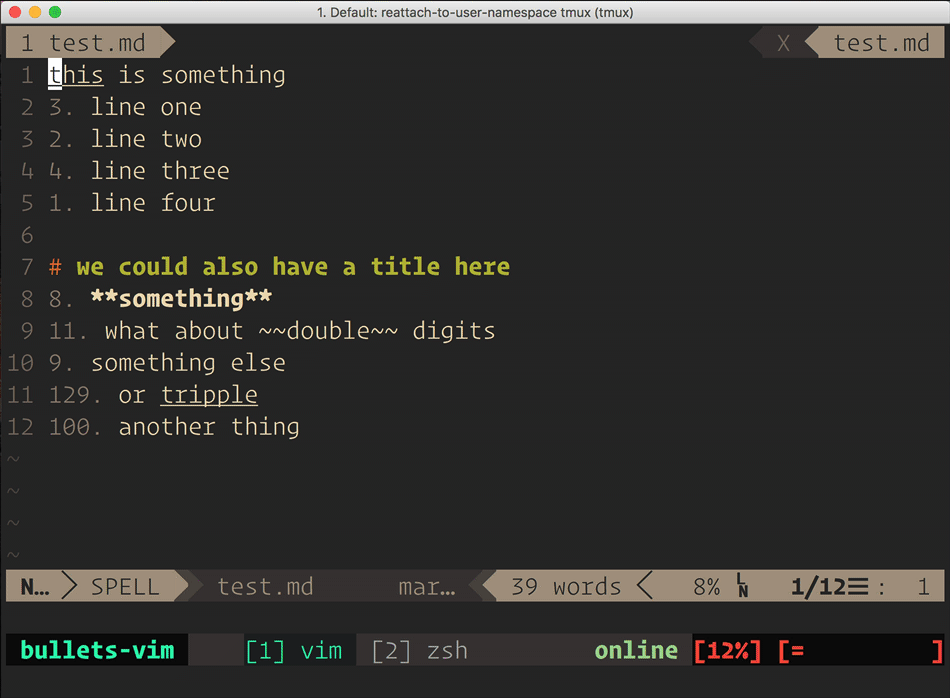 1. Default: reattach-to-user-namespace tmux (tmux)
1 test.md X test.md
1 this is something
2 3. line one
3 2. line two
4 4. line three
5 1. line four
6
7 # we could also have a title here
8 8. **something**
9 11. what about ~~double~~ digits
10 9. something else
11 129. or tripple
12 100. another thing
~
~
~
~
N… SPELL test.md mar… 39 words 8% LN 1/12☰ : 1
bullets-vim [1] vim [2] zsh online [12%] [= ]